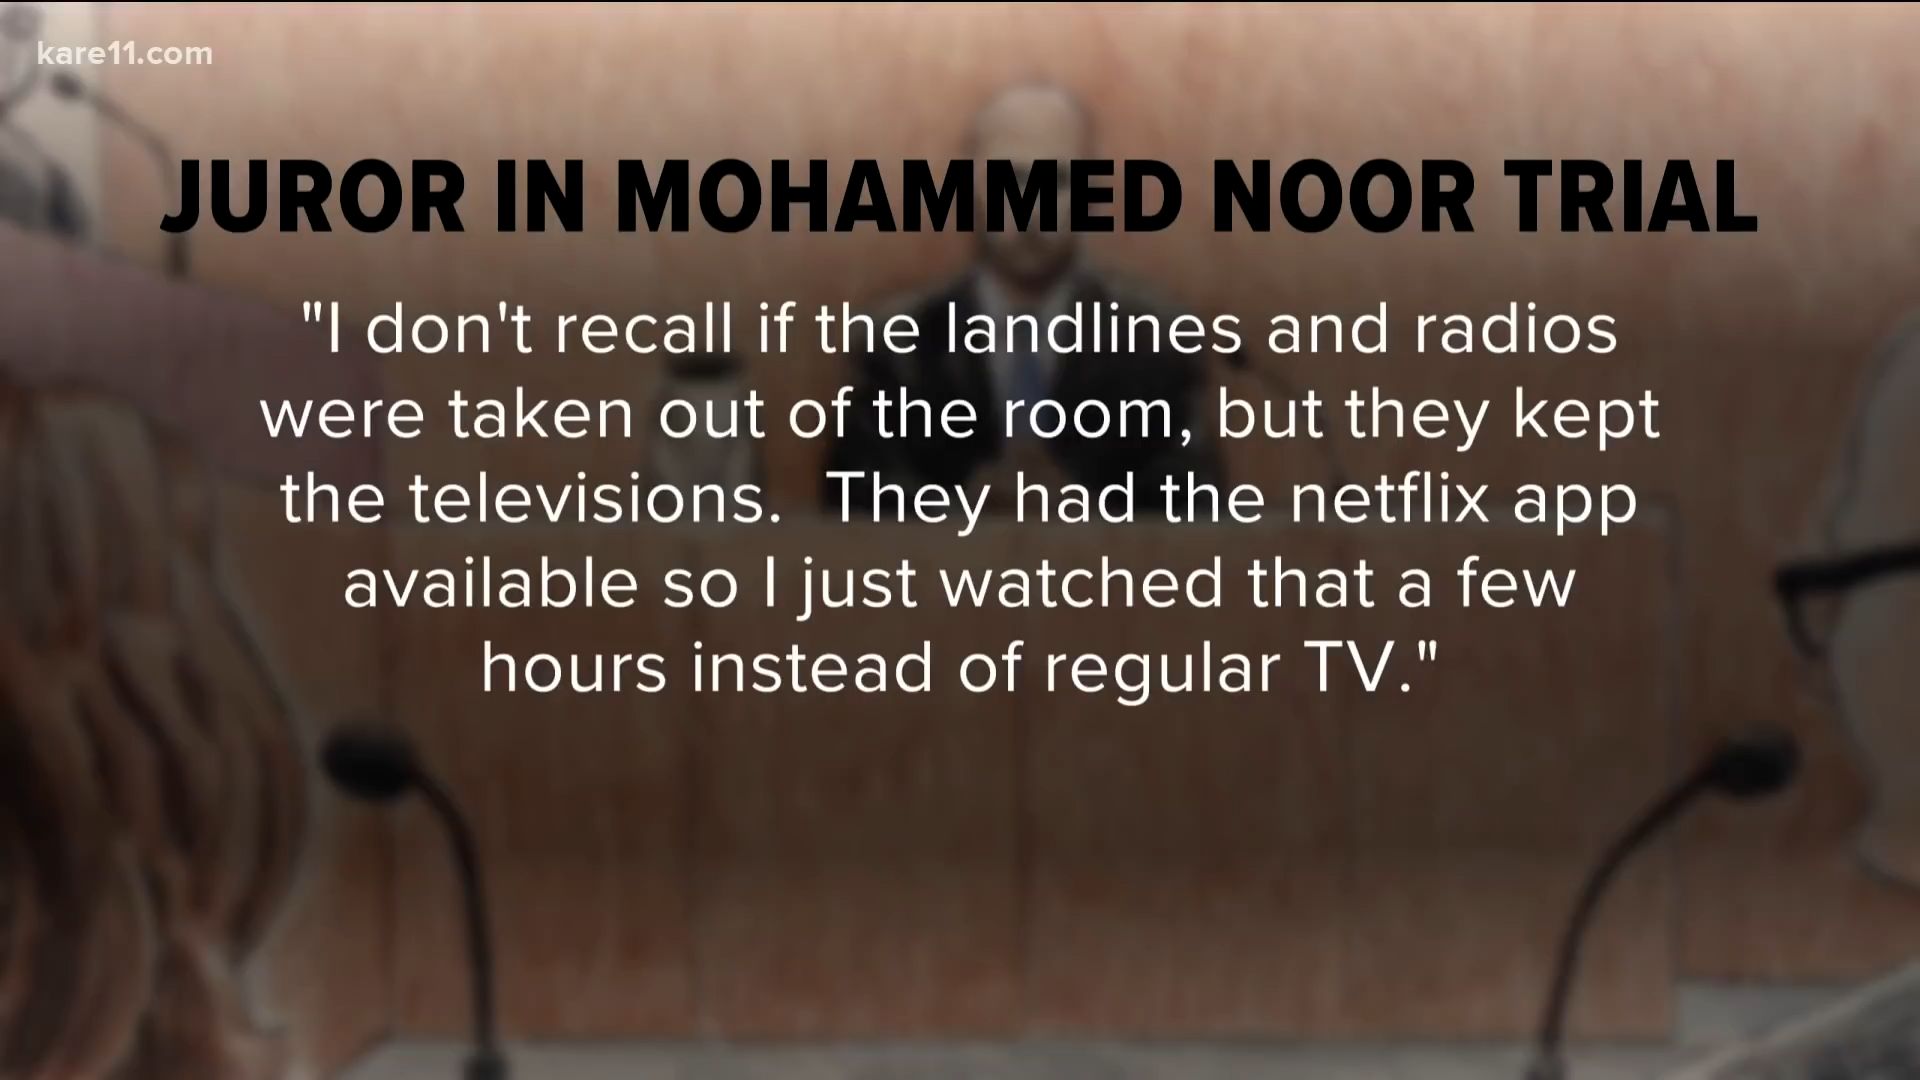 kare11.com
JUROR IN MOHAMMED NOOR TRIAL
"I don't recall if the landlines and radios
were taken out of the room, but they kept
the televisions.  They had the netflix app
available so I just watched that a few
hours instead of regular TV."